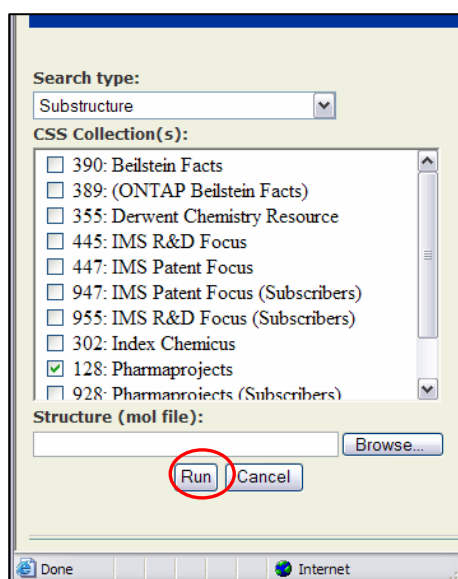 Search type:
Substructure
CSS Collection(s):
390: Beilstein Facts
389: (ONTAP Beilstein Facts)
355: Derwent Chemistry Resource
445: IMS R&D Focus
447: IMS Patent Focus
947: IMS Patent Focus (Subscribers)
955: IMS R&D Focus (Subscribers)
302: Index Chemicus
128: Pharmaprojects
928: Pharmaprojects (Subscribers)
Structure (mol file):
Browse...
Run Cancel
Done Internet